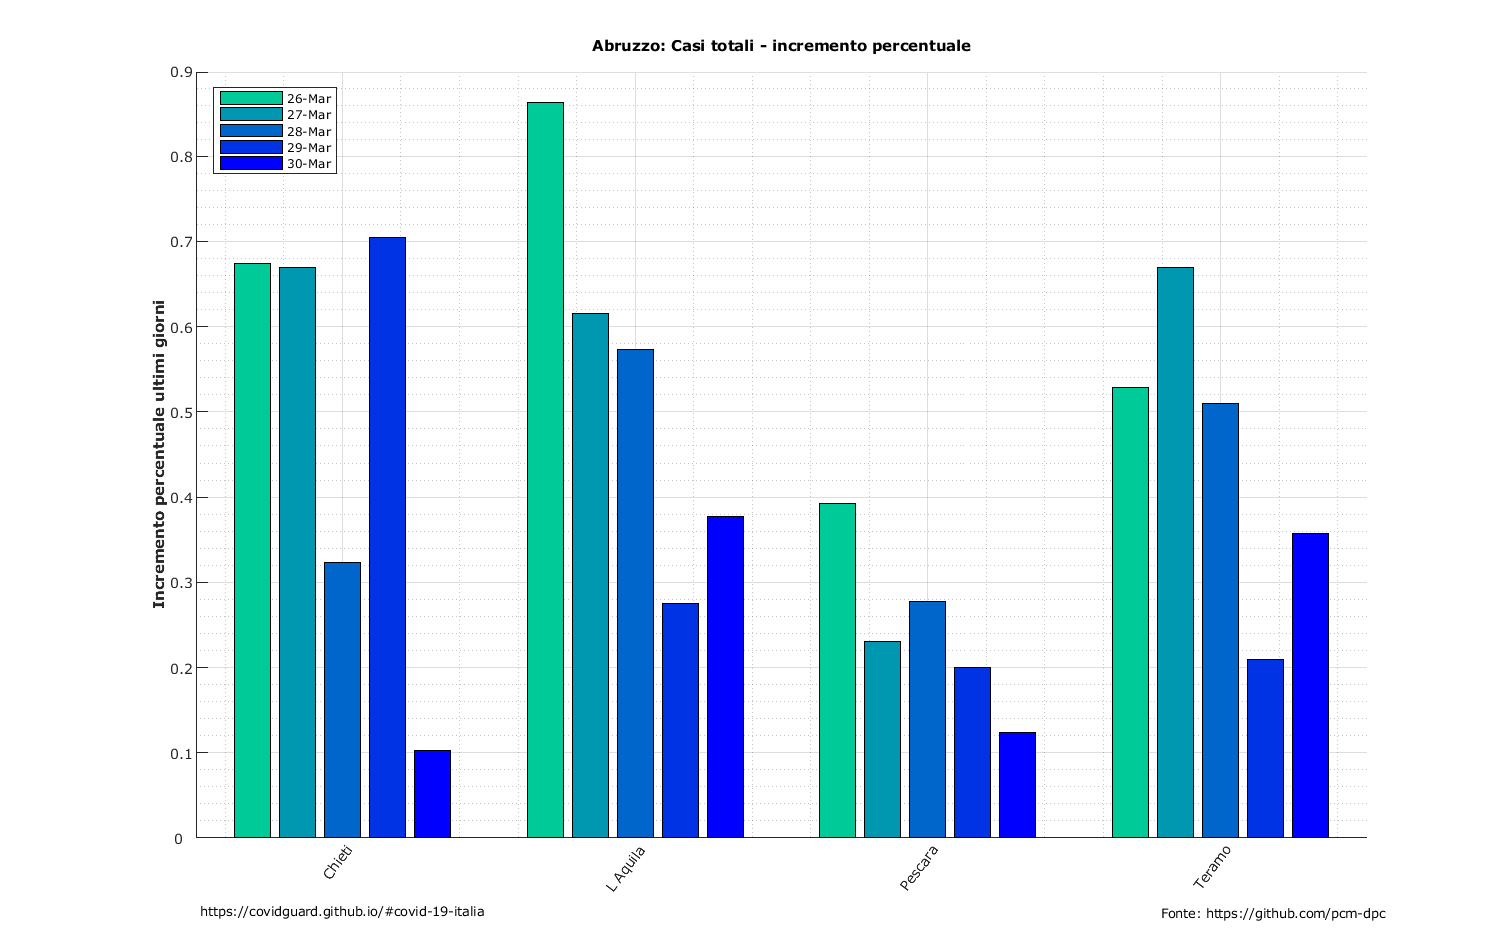 Abruzzo: Casi totali - incremento percentuale
0.9
0.8
0.7
0.6
0.5
0.4
0.3
0.2
0.1
0
Incremento percentuale ultimi giorni
26-Mar
27-Mar
28-Mar
29-Mar
30-Mar
Chieti
L Aquila
Pescara
Teramo
https://covidguard.github.io/#covid-19-italia
Fonte: https://github.com/pcm-dpc